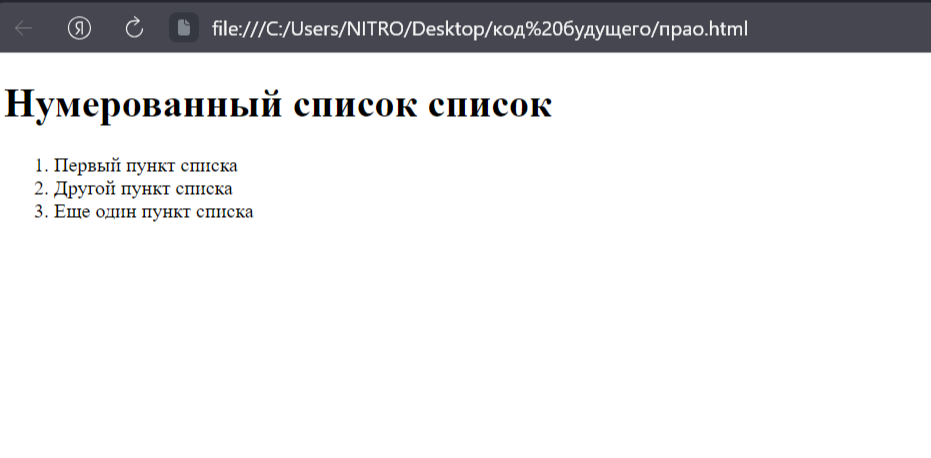 Я file:///C:/Users/NITRO/Desktop/код%20будущего/прао.html
Нумерованный список список
1. Первый пункт списка
2. Другой пункт списка
3. Еще один пункт списка